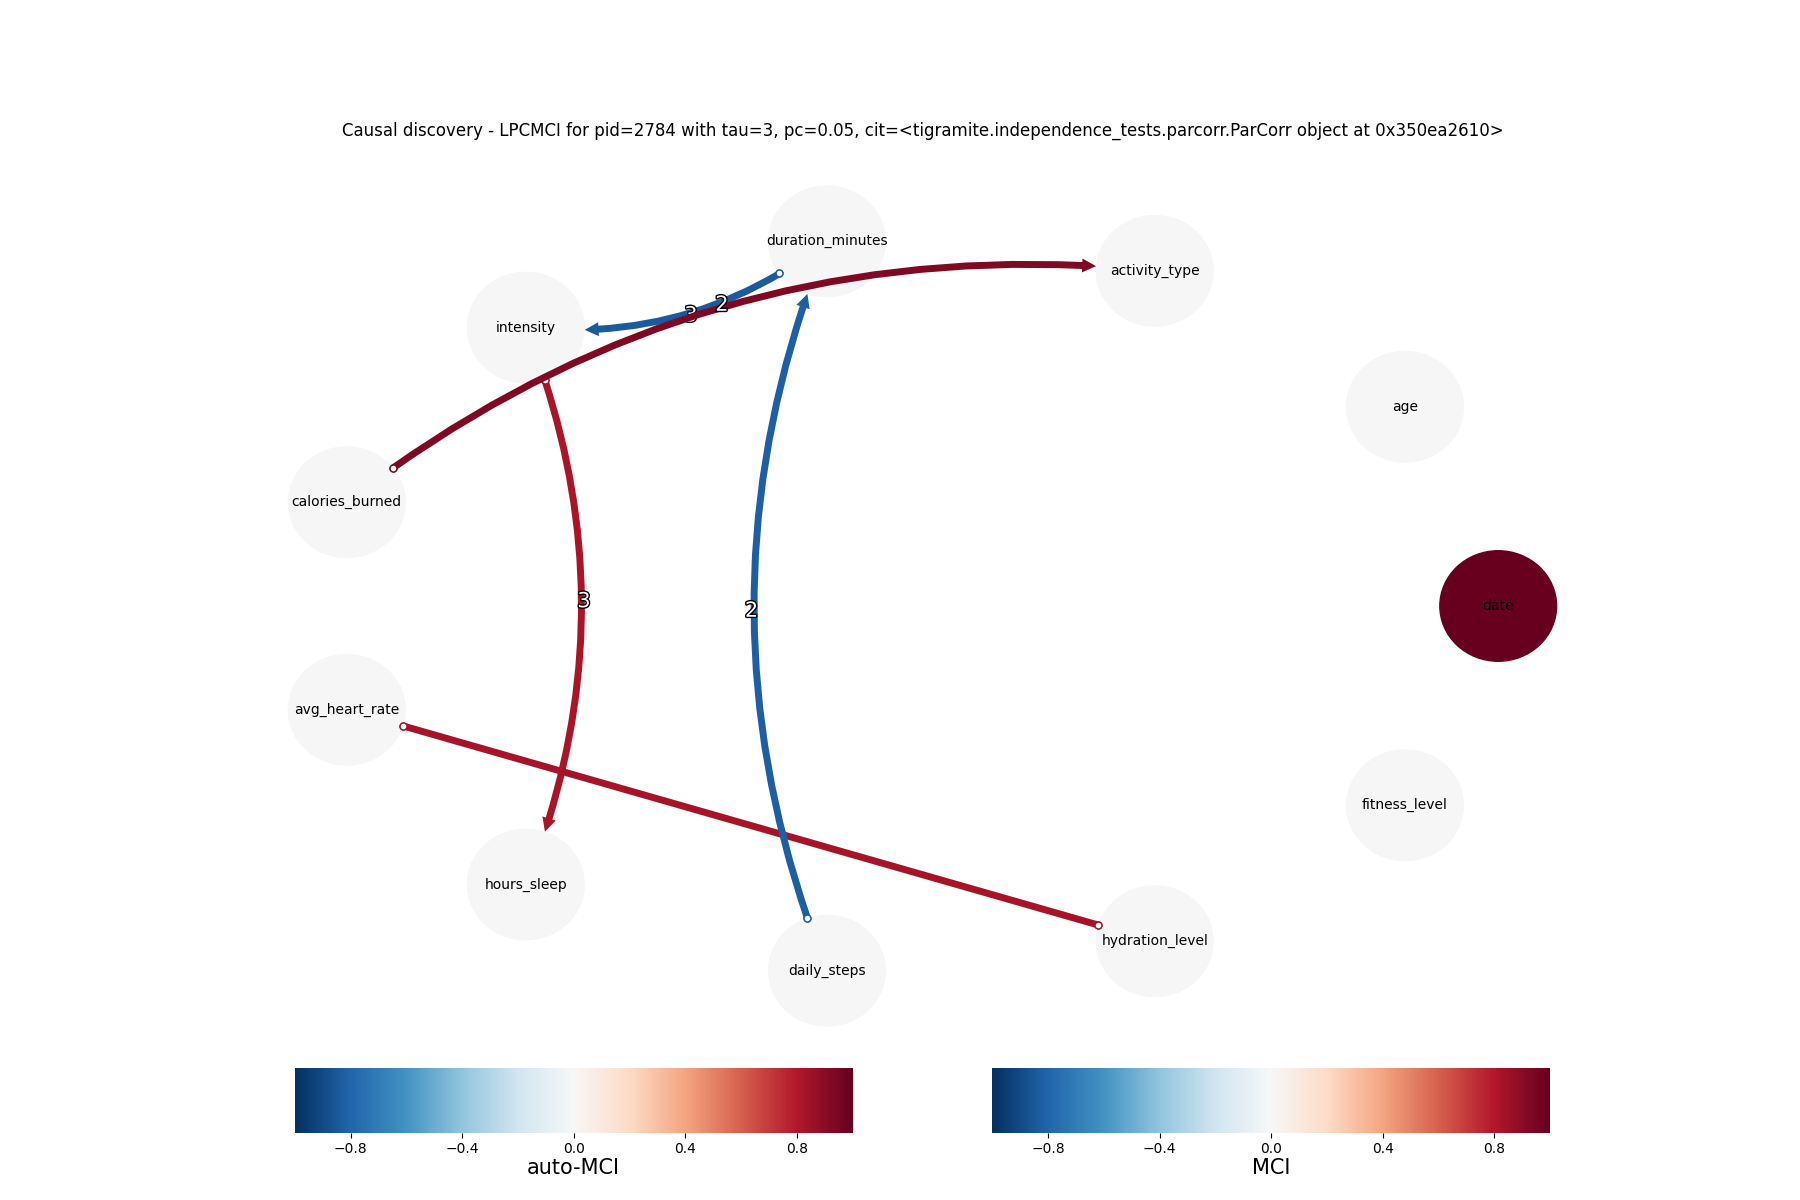 Causal discovery - LPCMCI for pid=2784 with tau=3, pc=0.05, cit=<tigramite.independence_tests.parcorr.ParCorr object at 0x350ea2610>
duration_minutes
activity_type
intensity
3
2
age
calories_burned
3
2
date
avg_heart_rate
fitness_level
hours_sleep
hydration_level
daily_steps
−0.8 −0.4 0.0 0.4 0.8
auto-MCI
−0.8 −0.4 0.0 0.4 0.8
MCI